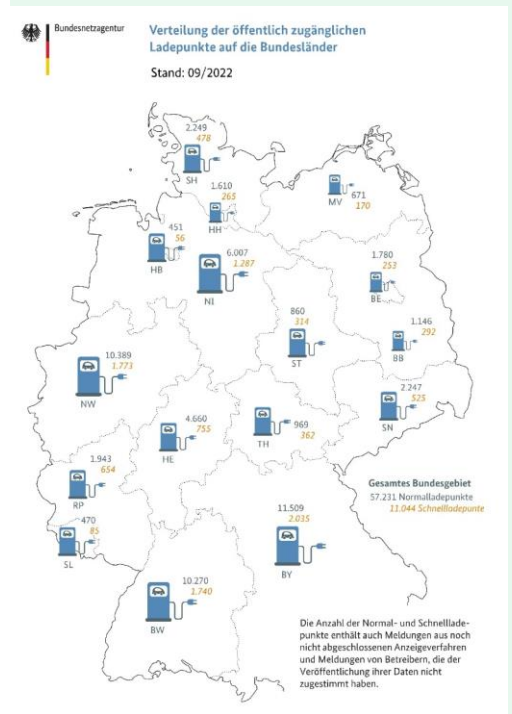 Bundesnetzagentur
Verteilung der öffentlich zugänglichen
Ladepunkte auf die Bundesländer
Stand: 09/2022
2.249
478
SH
1.610
265
HH
671
170
MV
451
56
HB
6.007
1.287
NI
1.780
253
BE
860
314
ST
1.146
292
BB
10.389
1.773
NW
2.247
525
SN
4.660
755
HE
969
362
TH
1.943
654
RP
470
85
SL
Gesamtes Bundesgebiet
57.231 Normalladepunkte
11.044 Schnellladepunte
11.509
2.035
BY
10.270
1.740
BW
Die Anzahl der Normal- und Schnelllade-
punkte enthält auch Meldungen aus noch
nicht abgeschlossenen Anzeigeverfahren
und Meldungen von Betreibern, die der
Veröffentlichung ihrer Daten nicht
zugestimmt haben.